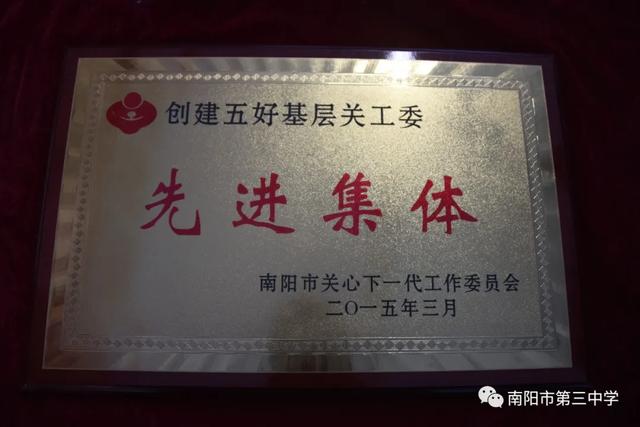 创建五好基层关工委
先进集体
南阳市关心下一代工作委员会
二〇一五年三月
南阳市第三中学